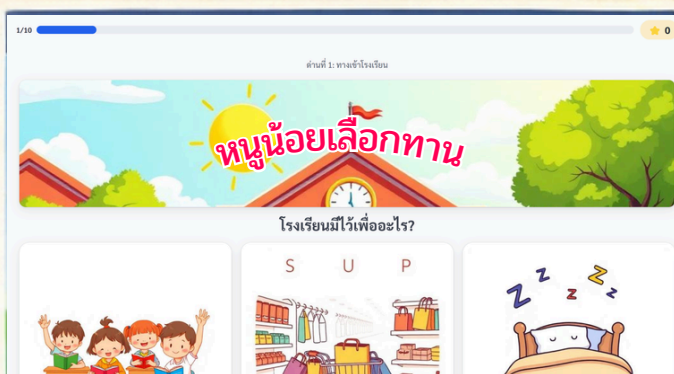 1/10
0
ด่านที่ 1: ทางเข้าโรงเรียน
หนูน้อยเลือกทาน
โรงเรียนมีไว้เพื่ออะไร?
S U P
Z Z Z Z